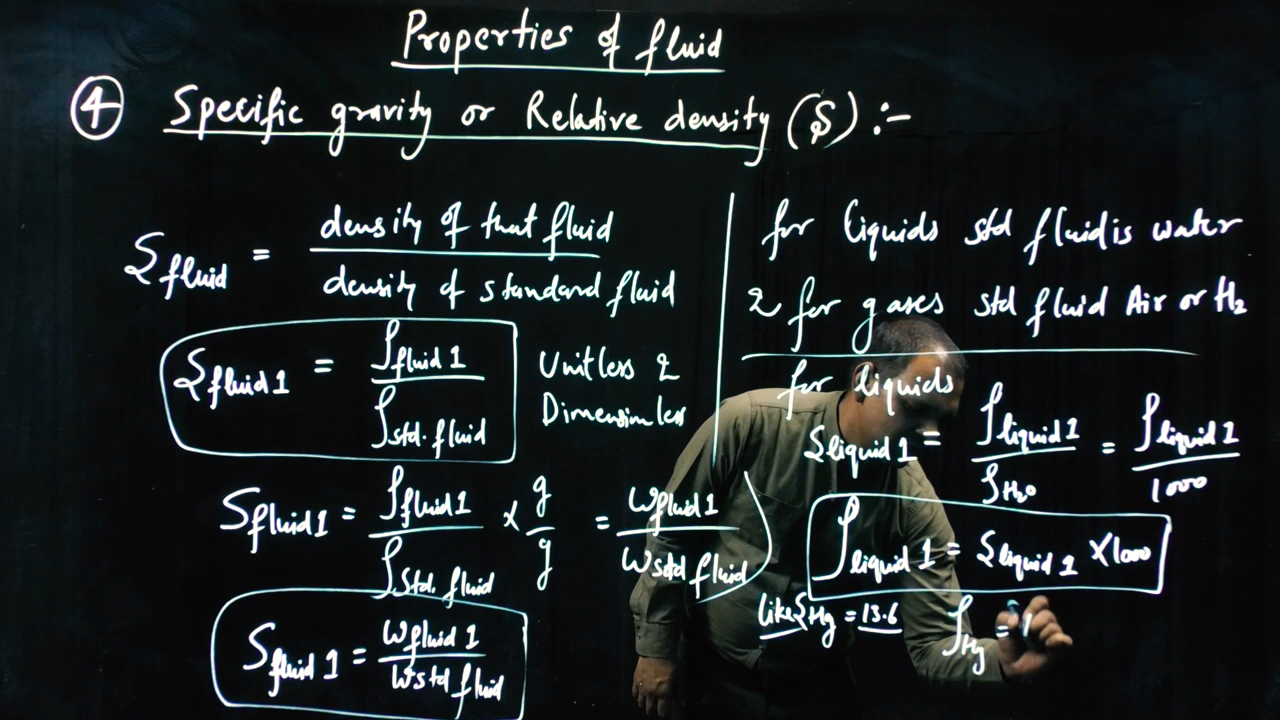 Properties of fluid
④ Specific gravity or Relative density (S) :-
S fluid = density of that fluid / density of standard fluid
S fluid 1 = ρ fluid 1 / ρ std. fluid
Unitless &
Dimensionless
S fluid 1 = ρ fluid 1 / ρ Std. fluid × g / g = w fluid 1 / w std fluid
S fluid 1 = w fluid 1 / w std fluid
for liquids std fluid is water
& for gases std fluid Air or H₂
for liquids
S liquid 1 = ρ liquid 1 / ρ H₂O = ρ liquid 1 / 1000
ρ liquid 1 = S liquid 1 × 1000
like S Hg = 13.6 ρ Hg = 1